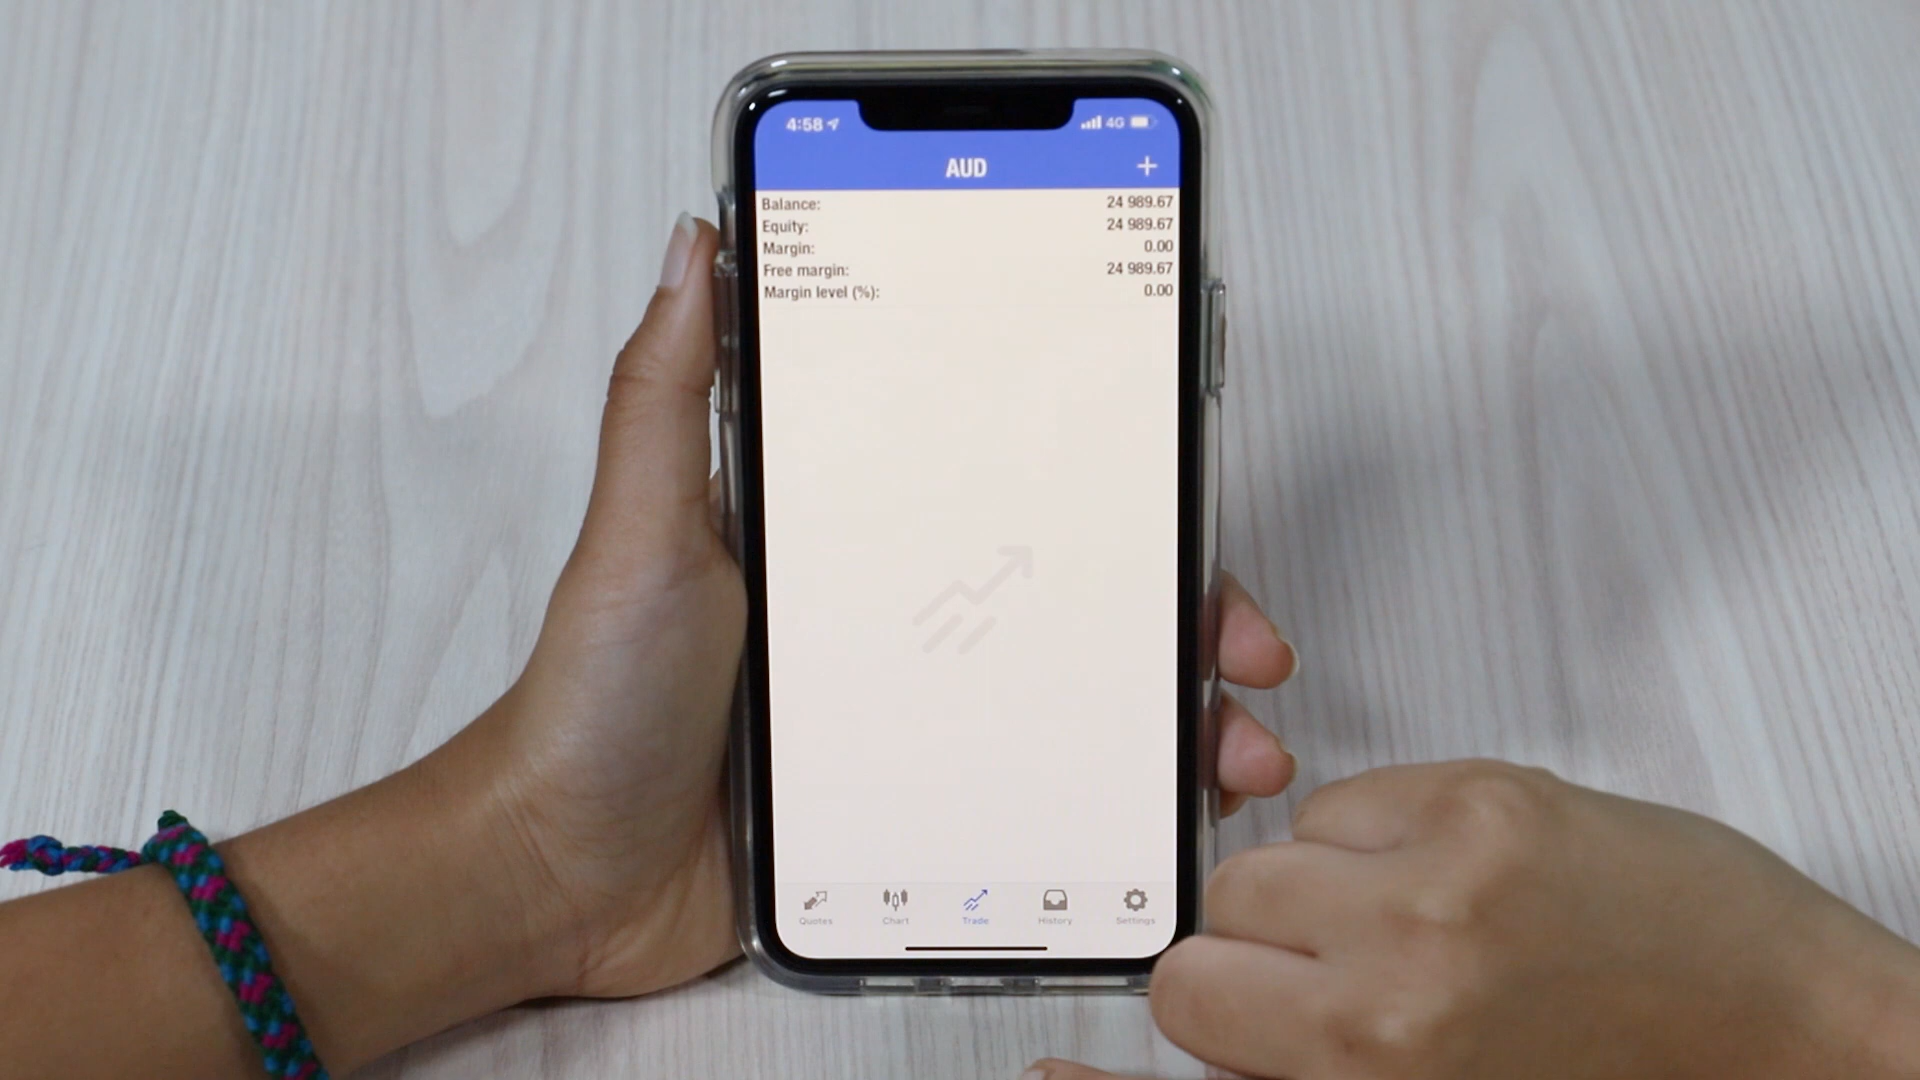 4:58 4G
AUD +
Balance: 24 989.67
Equity: 24 989.67
Margin: 0.00
Free margin: 24 989.67
Margin level (%): 0.00
Quotes Chart Trade History Settings